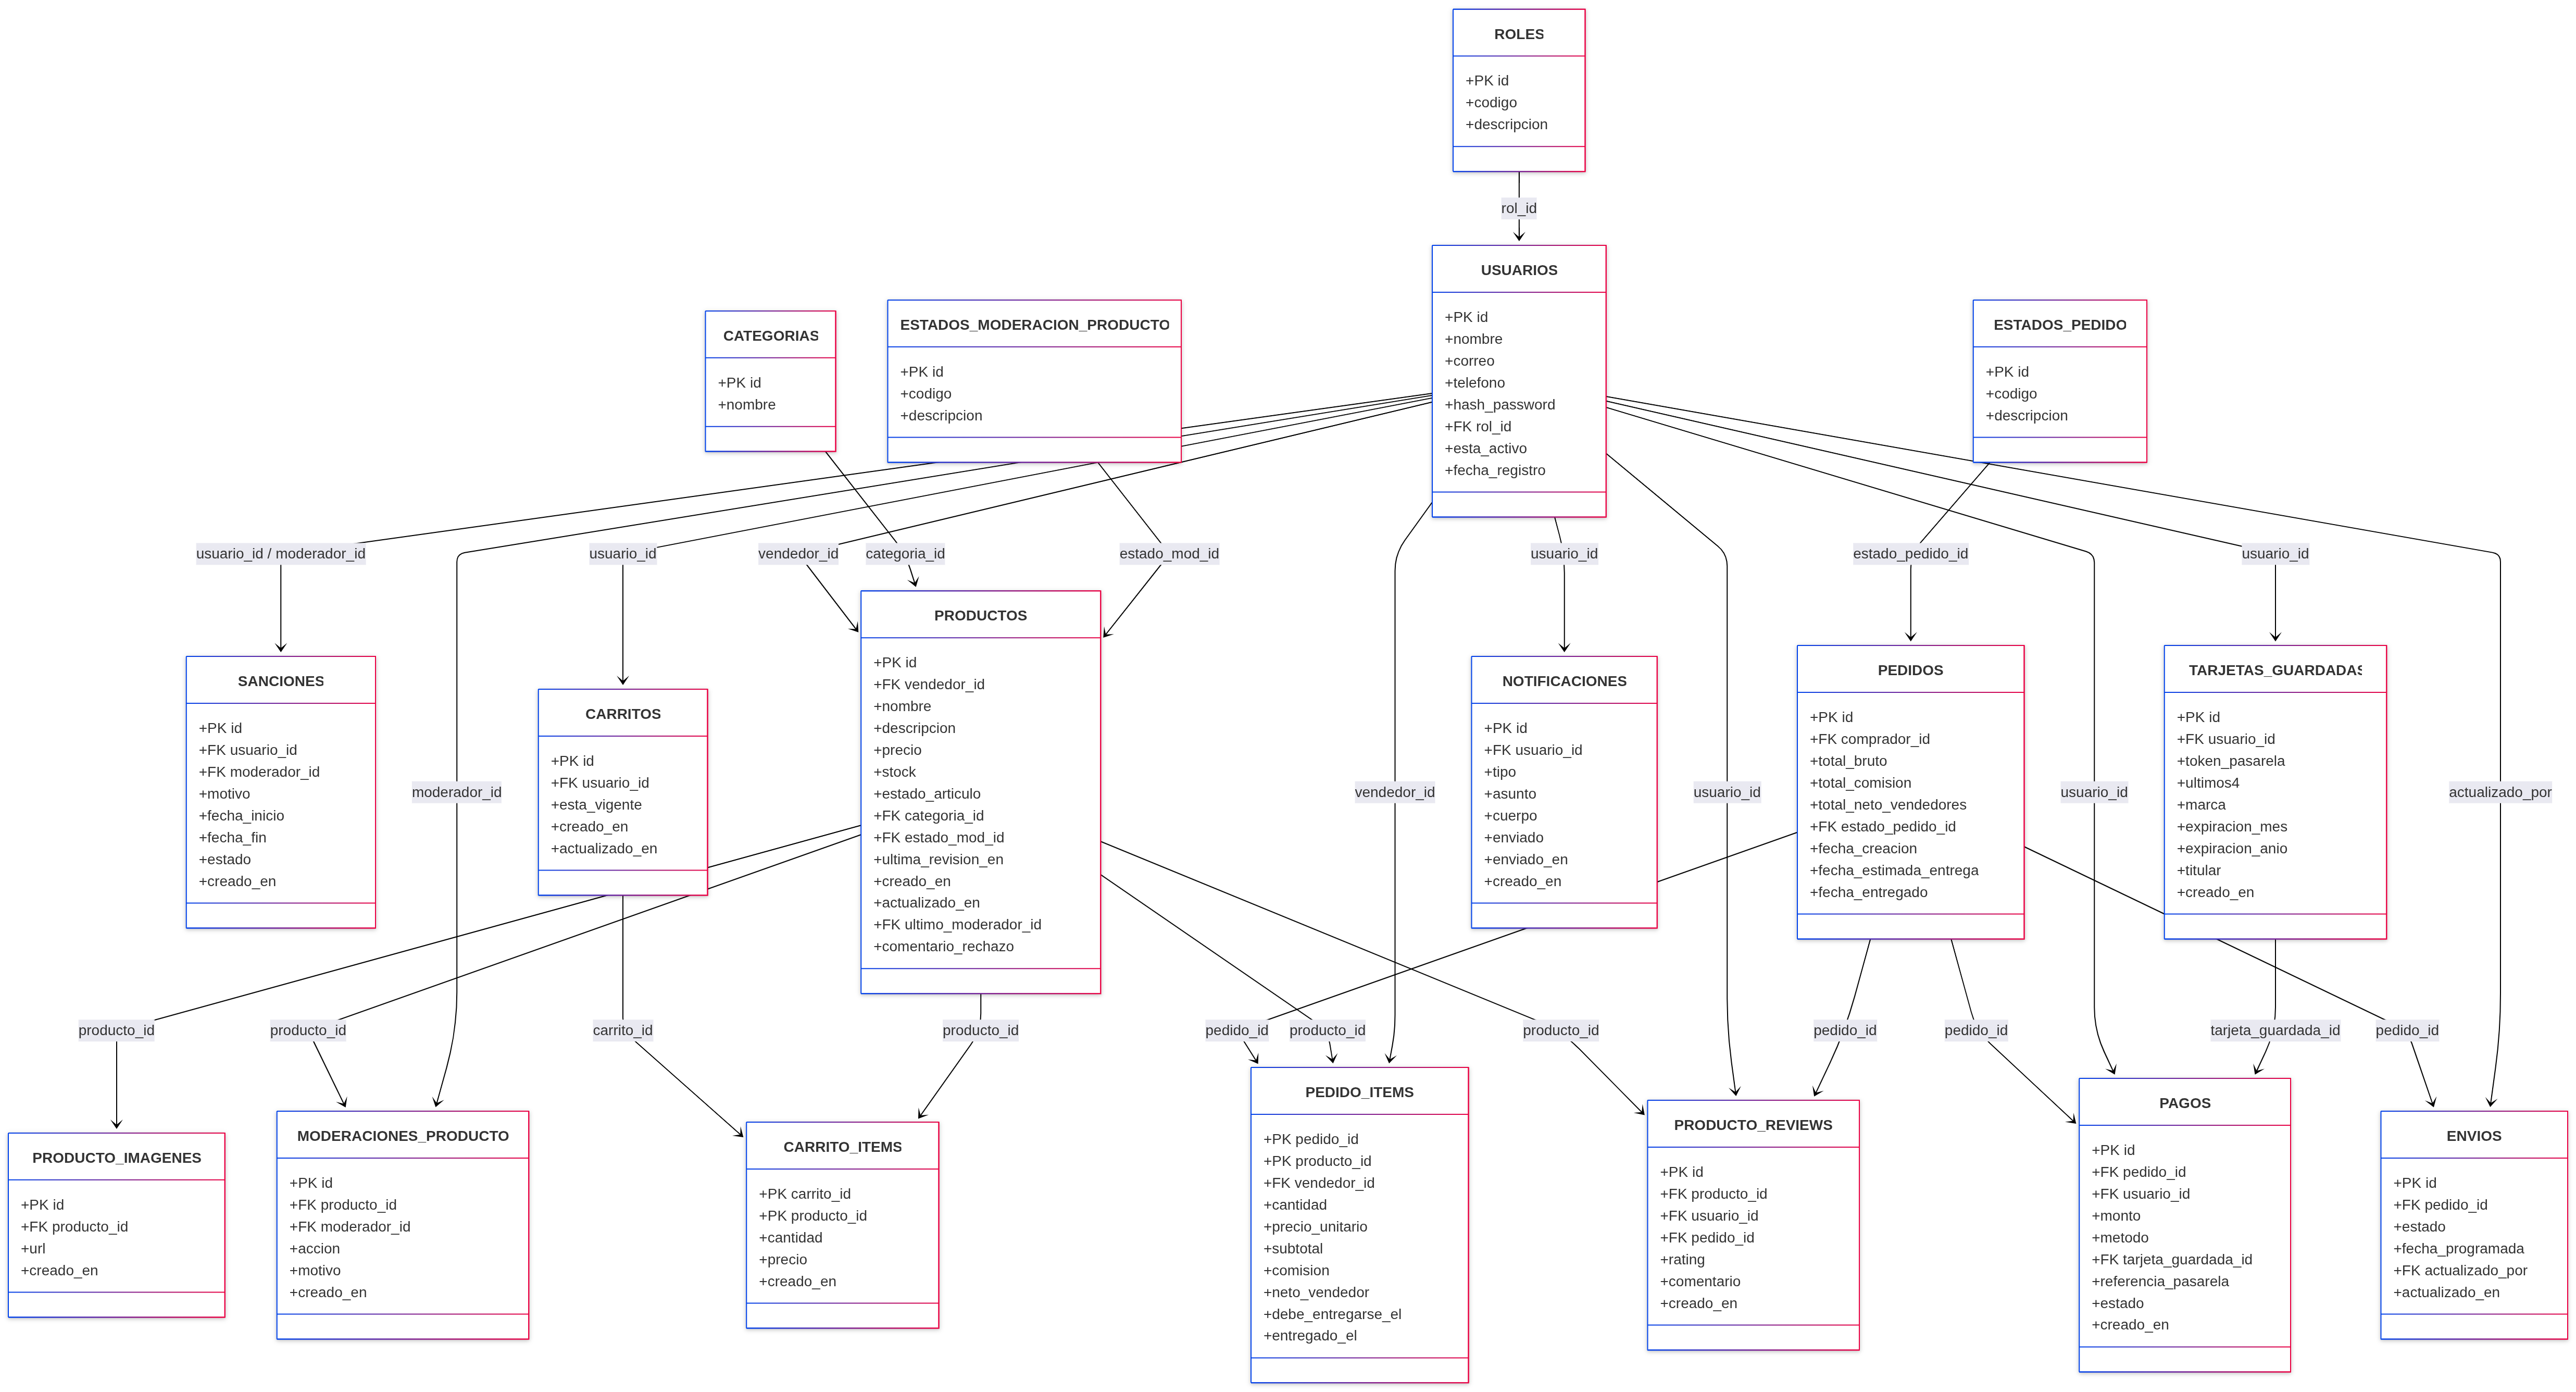 ROLES
+PK id
+codigo
+descripcion
rol_id
USUARIOS
+PK id
+nombre
+correo
+telefono
+hash_password
+FK rol_id
+esta_activo
+fecha_registro
CATEGORIAS
+PK id
+nombre
ESTADOS_MODERACION_PRODUCTO
+PK id
+codigo
+descripcion
ESTADOS_PEDIDO
+PK id
+codigo
+descripcion
usuario_id / moderador_id
usuario_id
vendedor_id
categoria_id
estado_mod_id
usuario_id
estado_pedido_id
usuario_id
SANCIONES
+PK id
+FK usuario_id
+FK moderador_id
+motivo
+fecha_inicio
+fecha_fin
+estado
+creado_en
moderador_id
CARRITOS
+PK id
+FK usuario_id
+esta_vigente
+creado_en
+actualizado_en
PRODUCTOS
+PK id
+FK vendedor_id
+nombre
+descripcion
+precio
+stock
+estado_articulo
+FK categoria_id
+FK estado_mod_id
+ultima_revision_en
+creado_en
+actualizado_en
+FK ultimo_moderador_id
+comentario_rechazo
vendedor_id
NOTIFICACIONES
+PK id
+FK usuario_id
+tipo
+asunto
+cuerpo
+enviado
+enviado_en
+creado_en
usuario_id
PEDIDOS
+PK id
+FK comprador_id
+total_bruto
+total_comision
+total_neto_vendedores
+FK estado_pedido_id
+fecha_creacion
+fecha_estimada_entrega
+fecha_entregado
usuario_id
TARJETAS_GUARDADAS
+PK id
+FK usuario_id
+token_pasarela
+ultimos4
+marca
+expiracion_mes
+expiracion_anio
+titular
+creado_en
actualizado_por
producto_id
producto_id
carrito_id
producto_id
pedido_id
producto_id
producto_id
pedido_id
pedido_id
tarjeta_guardada_id
pedido_id
PRODUCTO_IMAGENES
+PK id
+FK producto_id
+url
+creado_en
MODERACIONES_PRODUCTO
+PK id
+FK producto_id
+FK moderador_id
+accion
+motivo
+creado_en
CARRITO_ITEMS
+PK carrito_id
+PK producto_id
+cantidad
+precio
+creado_en
PEDIDO_ITEMS
+PK pedido_id
+PK producto_id
+FK vendedor_id
+cantidad
+precio_unitario
+subtotal
+comision
+neto_vendedor
+debe_entregarse_el
+entregado_el
PRODUCTO_REVIEWS
+PK id
+FK producto_id
+FK usuario_id
+FK pedido_id
+rating
+comentario
+creado_en
PAGOS
+PK id
+FK pedido_id
+FK usuario_id
+monto
+metodo
+FK tarjeta_guardada_id
+referencia_pasarela
+estado
+creado_en
ENVIOS
+PK id
+FK pedido_id
+estado
+fecha_programada
+FK actualizado_por
+actualizado_en